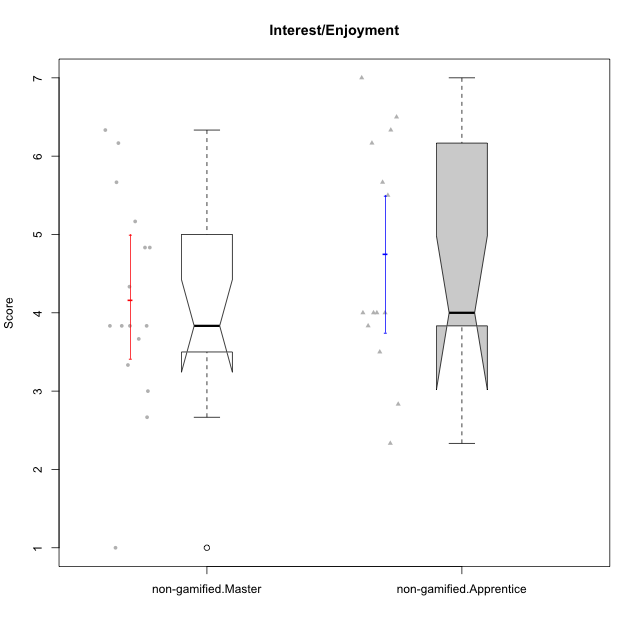 Interest/Enjoyment
Score
7
6
5
4
3
2
1
non-gamified.Master
non-gamified.Apprentice